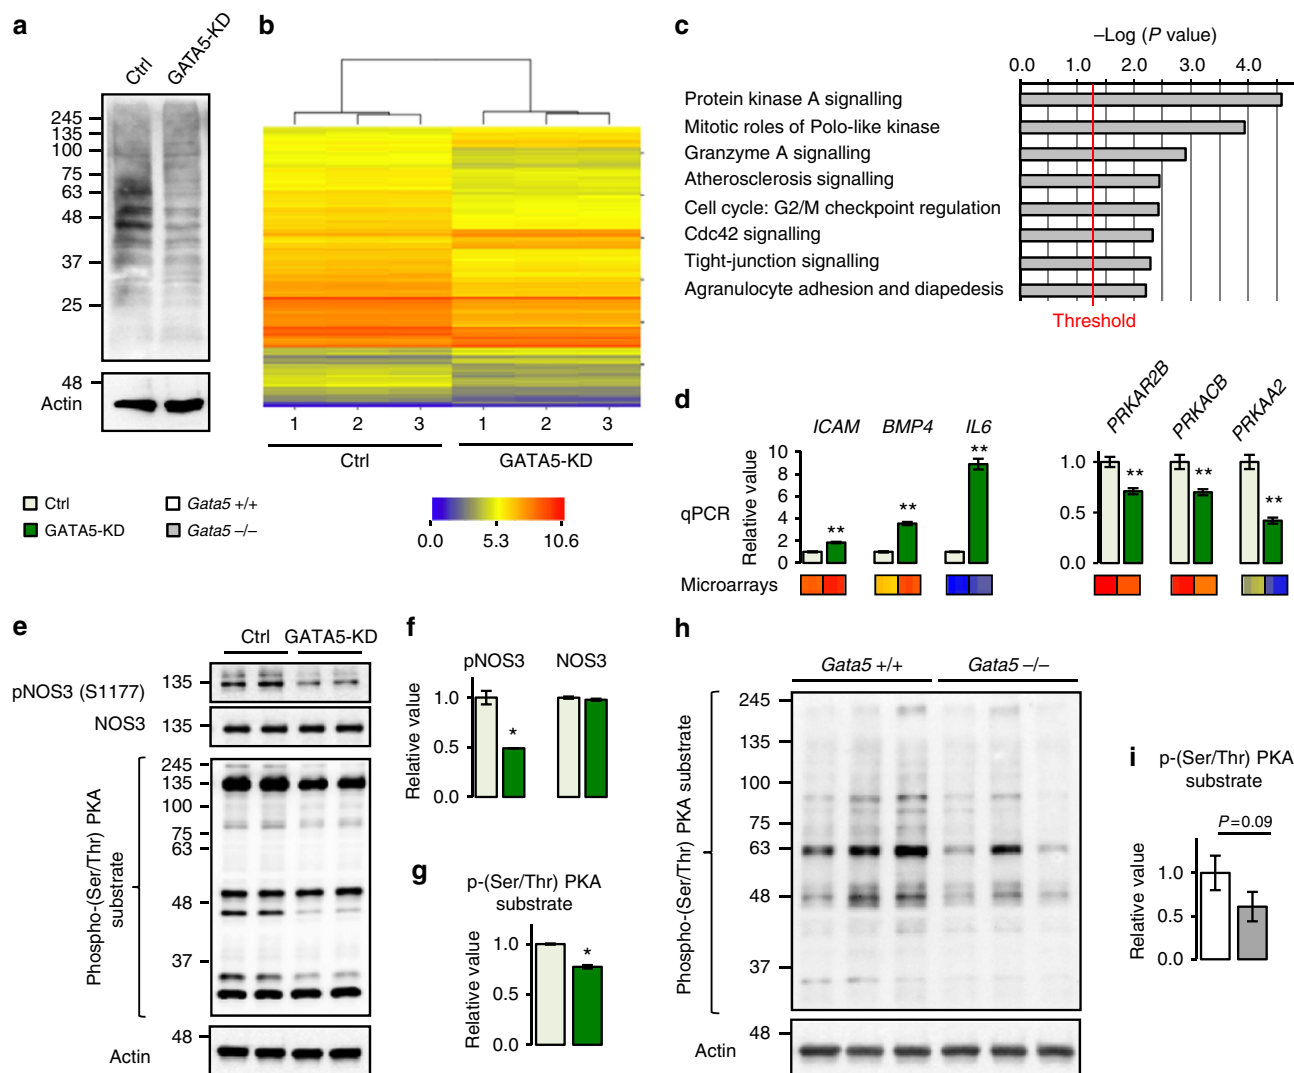 a
Ctrl
GATA5-KD
245
135
100
75
63
48
37
25
48
Actin
b
1 2 3 1 2 3
Ctrl GATA5-KD
Ctrl
GATA5-KD
Gata5 +/+
Gata5 –/–
0.0 5.3 10.6
c
–Log (P value)
0.0 1.0 2.0 3.0 4.0
Protein kinase A signalling
Mitotic roles of Polo-like kinase
Granzyme A signalling
Atherosclerosis signalling
Cell cycle: G2/M checkpoint regulation
Cdc42 signalling
Tight-junction signalling
Agranulocyte adhesion and diapedesis
Threshold
d
qPCR
Relative value
10
8
6
4
2
0
ICAM BMP4 IL6
** ** **
PRKAR2B PRKACB PRKAA2
1.0
0.5
0.0
** ** **
Microarrays
e
Ctrl GATA5-KD
pNOS3 (S1177)
135
NOS3
135
Phospho-(Ser/Thr) PKA
substrate
245
135
100
75
63
48
37
48
Actin
f
pNOS3 NOS3
Relative value
1.0
0.5
0.0
*
g
p-(Ser/Thr) PKA
substrate
Relative value
1.0
0.5
0.0
*
h
Gata5 +/+ Gata5 –/–
Phospho-(Ser/Thr) PKA substrate
245
135
100
75
63
48
37
48
Actin
i
p-(Ser/Thr) PKA
substrate
P=0.09
Relative value
1.0
0.5
0.0